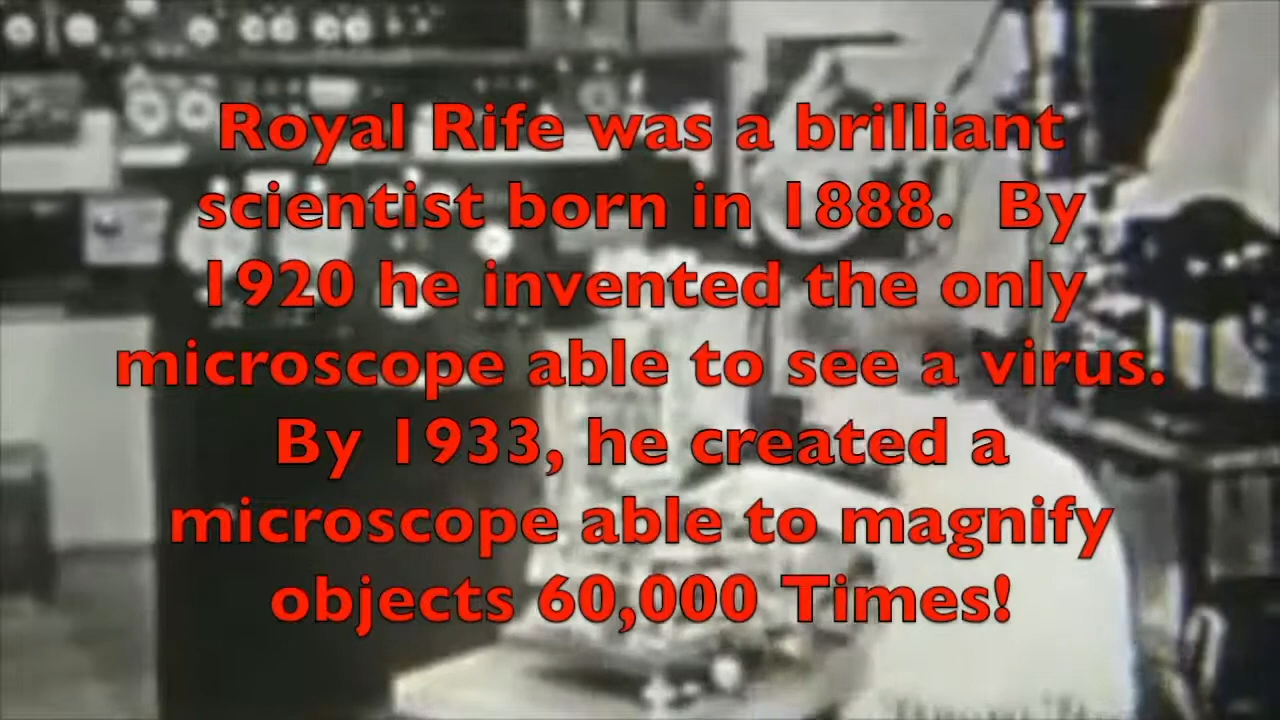 Royal Rife was a brilliant
scientist born in 1888. By
1920 he invented the only
microscope able to see a virus.
By 1933, he created a
microscope able to magnify
objects 60,000 Times!